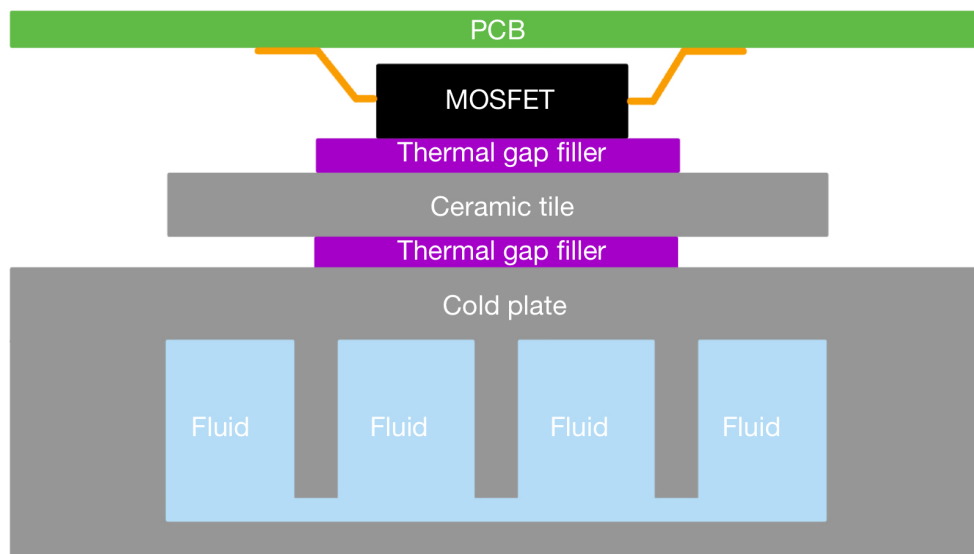 PCB
MOSFET
Thermal gap filler
Ceramic tile
Thermal gap filler
Cold plate
Fluid
Fluid
Fluid
Fluid